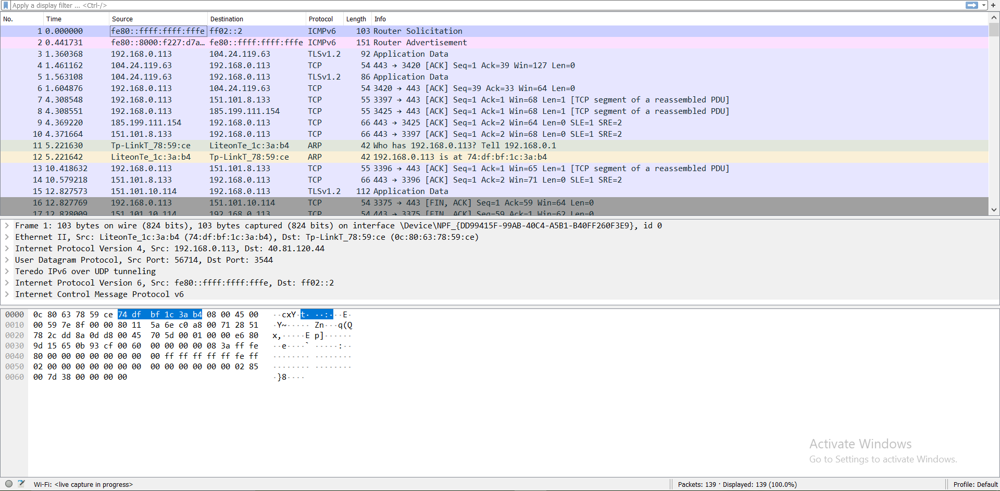 Apply a display filter ... <Ctrl-/>
No. Time Source Destination Protocol Length Info
1 0.000000 fe80::ffff:ffff:fffe ff02::2 ICMPv6 103 Router Solicitation
2 0.441731 fe80::8000:f227:d7a… fe80::ffff:ffff:fffe ICMPv6 151 Router Advertisement
3 1.360368 192.168.0.113 104.24.119.63 TLSv1.2 92 Application Data
4 1.461162 104.24.119.63 192.168.0.113 TCP 54 443 → 3420 [ACK] Seq=1 Ack=39 Win=127 Len=0
5 1.563108 104.24.119.63 192.168.0.113 TLSv1.2 86 Application Data
6 1.604876 192.168.0.113 104.24.119.63 TCP 54 3420 → 443 [ACK] Seq=39 Ack=33 Win=64 Len=0
7 4.308548 192.168.0.113 151.101.8.133 TCP 55 3397 → 443 [ACK] Seq=1 Ack=1 Win=68 Len=1 [TCP segment of a reassembled PDU]
8 4.308551 192.168.0.113 185.199.111.154 TCP 55 3425 → 443 [ACK] Seq=1 Ack=1 Win=68 Len=1 [TCP segment of a reassembled PDU]
9 4.369220 185.199.111.154 192.168.0.113 TCP 66 443 → 3425 [ACK] Seq=1 Ack=2 Win=64 Len=0 SLE=1 SRE=2
10 4.371664 151.101.8.133 192.168.0.113 TCP 66 443 → 3397 [ACK] Seq=1 Ack=2 Win=68 Len=0 SLE=1 SRE=2
11 5.221630 Tp-LinkT_78:59:ce LiteonTe_1c:3a:b4 ARP 42 Who has 192.168.0.113? Tell 192.168.0.1
12 5.221642 LiteonTe_1c:3a:b4 Tp-LinkT_78:59:ce ARP 42 192.168.0.113 is at 74:df:bf:1c:3a:b4
13 10.418632 192.168.0.113 151.101.8.133 TCP 55 3396 → 443 [ACK] Seq=1 Ack=1 Win=65 Len=1 [TCP segment of a reassembled PDU]
14 10.579218 151.101.8.133 192.168.0.113 TCP 66 443 → 3396 [ACK] Seq=1 Ack=2 Win=71 Len=0 SLE=1 SRE=2
15 12.827573 151.101.10.114 192.168.0.113 TLSv1.2 112 Application Data
16 12.827769 192.168.0.113 151.101.10.114 TCP 54 3375 → 443 [FIN, ACK] Seq=1 Ack=59 Win=64 Len=0
17 12.828009 151.101.10.114 192.168.0.113 TCP 54 443 → 3375 [FIN, ACK] Seq=59 Ack=1 Win=62 Len=0
Frame 1: 103 bytes on wire (824 bits), 103 bytes captured (824 bits) on interface \Device\NPF_{DD99415F-99AB-40C4-A5B1-B40FF260F3E9}, id 0
Ethernet II, Src: LiteonTe_1c:3a:b4 (74:df:bf:1c:3a:b4), Dst: Tp-LinkT_78:59:ce (0c:80:63:78:59:ce)
Internet Protocol Version 4, Src: 192.168.0.113, Dst: 40.81.120.44
User Datagram Protocol, Src Port: 56714, Dst Port: 3544
Teredo IPv6 over UDP tunneling
Internet Protocol Version 6, Src: fe80::ffff:ffff:fffe, Dst: ff02::2
Internet Control Message Protocol v6
0000 0c 80 63 78 59 ce 74 df bf 1c 3a b4 08 00 45 00 ··cxY·t· ··:···E·
0010 00 59 7e 8f 00 00 80 11 5a 6e c0 a8 00 71 28 51 ·Y~····· Zn···q(Q
0020 78 2c dd 8a 0d d8 00 45 70 5d 00 01 00 00 e6 80 x,·····E p]······
0030 9d 15 65 0b 93 cf 00 60 00 00 00 00 08 3a ff fe ··e····` ·····:··
0040 80 00 00 00 00 00 00 00 00 ff ff ff ff ff fe ff ········ ········
0050 02 00 00 00 00 00 00 00 00 00 00 00 00 00 02 85 ········ ········
0060 00 7d 38 00 00 00 00 ·}8····
Activate Windows
Go to Settings to activate Windows.
Wi-Fi: <live capture in progress> Packets: 139 · Displayed: 139 (100.0%) Profile: Default